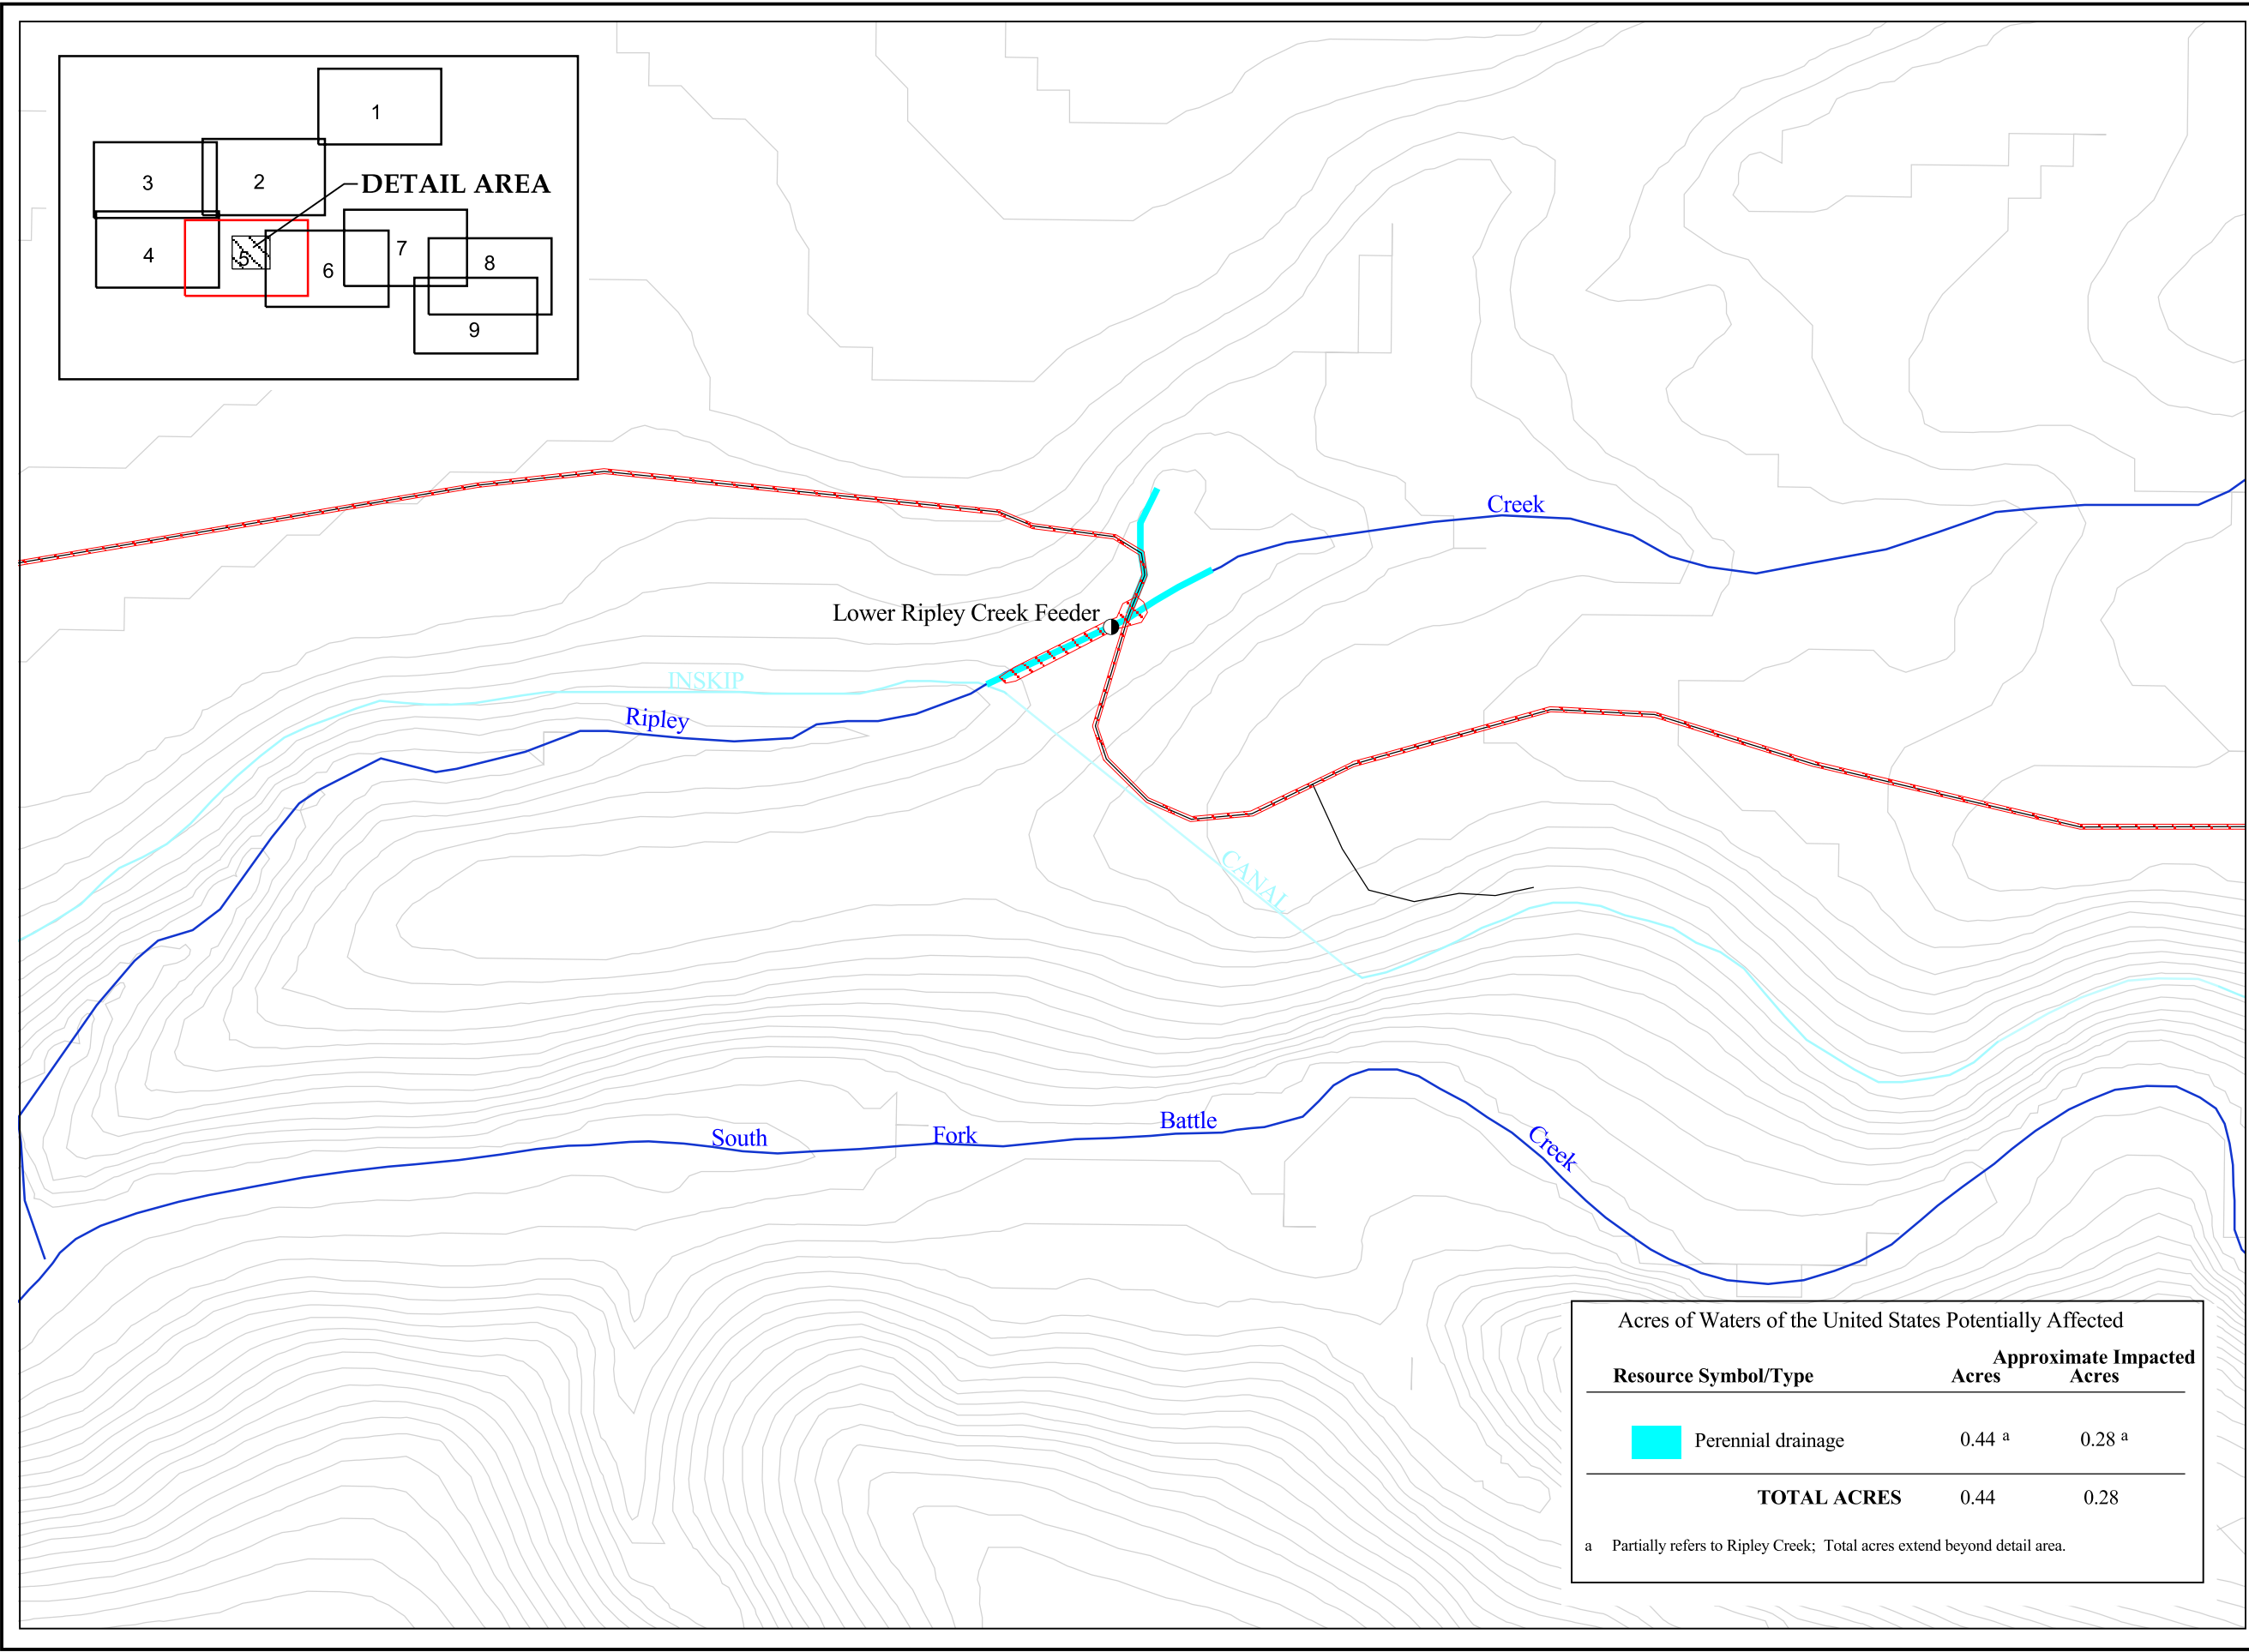 1
3
2
DETAIL AREA
4
5
6
7
8
9
Creek
Lower Ripley Creek Feeder
INSKIP
Ripley
CANAL
South
Fork
Battle
Creek
Acres of Waters of the United States Potentially Affected
Approximate Impacted
Resource Symbol/Type Acres Acres
Perennial drainage 0.44 a 0.28 a
TOTAL ACRES 0.44 0.28
a Partially refers to Ripley Creek; Total acres extend beyond detail area.